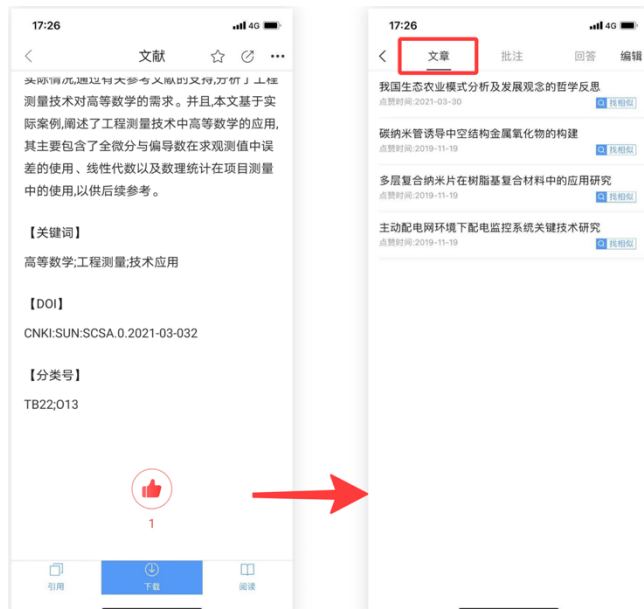 17:26
4G
文献
实际情况,通过有关参考文献的支持,分析了工程
测量技术对高等数学的需求。并且,本文基于实
际案例,阐述了工程测量技术中高等数学的应用,
其主要包含了全微分与偏导数在求观测值中误
差的使用、线性代数以及数理统计在项目测量
中的使用,以供后续参考。
【关键词】
高等数学;工程测量;技术应用
【DOI】
CNKI:SUN:SCSA.0.2021-03-032
【分类号】
TB22;O13
1
引用 下载 阅读
17:26
4G
文章 批注 回答 编辑
我国生态农业模式分析及发展观念的哲学反思
点赞时间:2021-03-30 找相似
碳纳米管诱导中空结构金属氧化物的构建
点赞时间:2019-11-19 找相似
多层复合纳米片在树脂基复合材料中的应用研究
点赞时间:2019-11-19 找相似
主动配电网环境下配电监控系统关键技术研究
点赞时间:2019-11-19 找相似